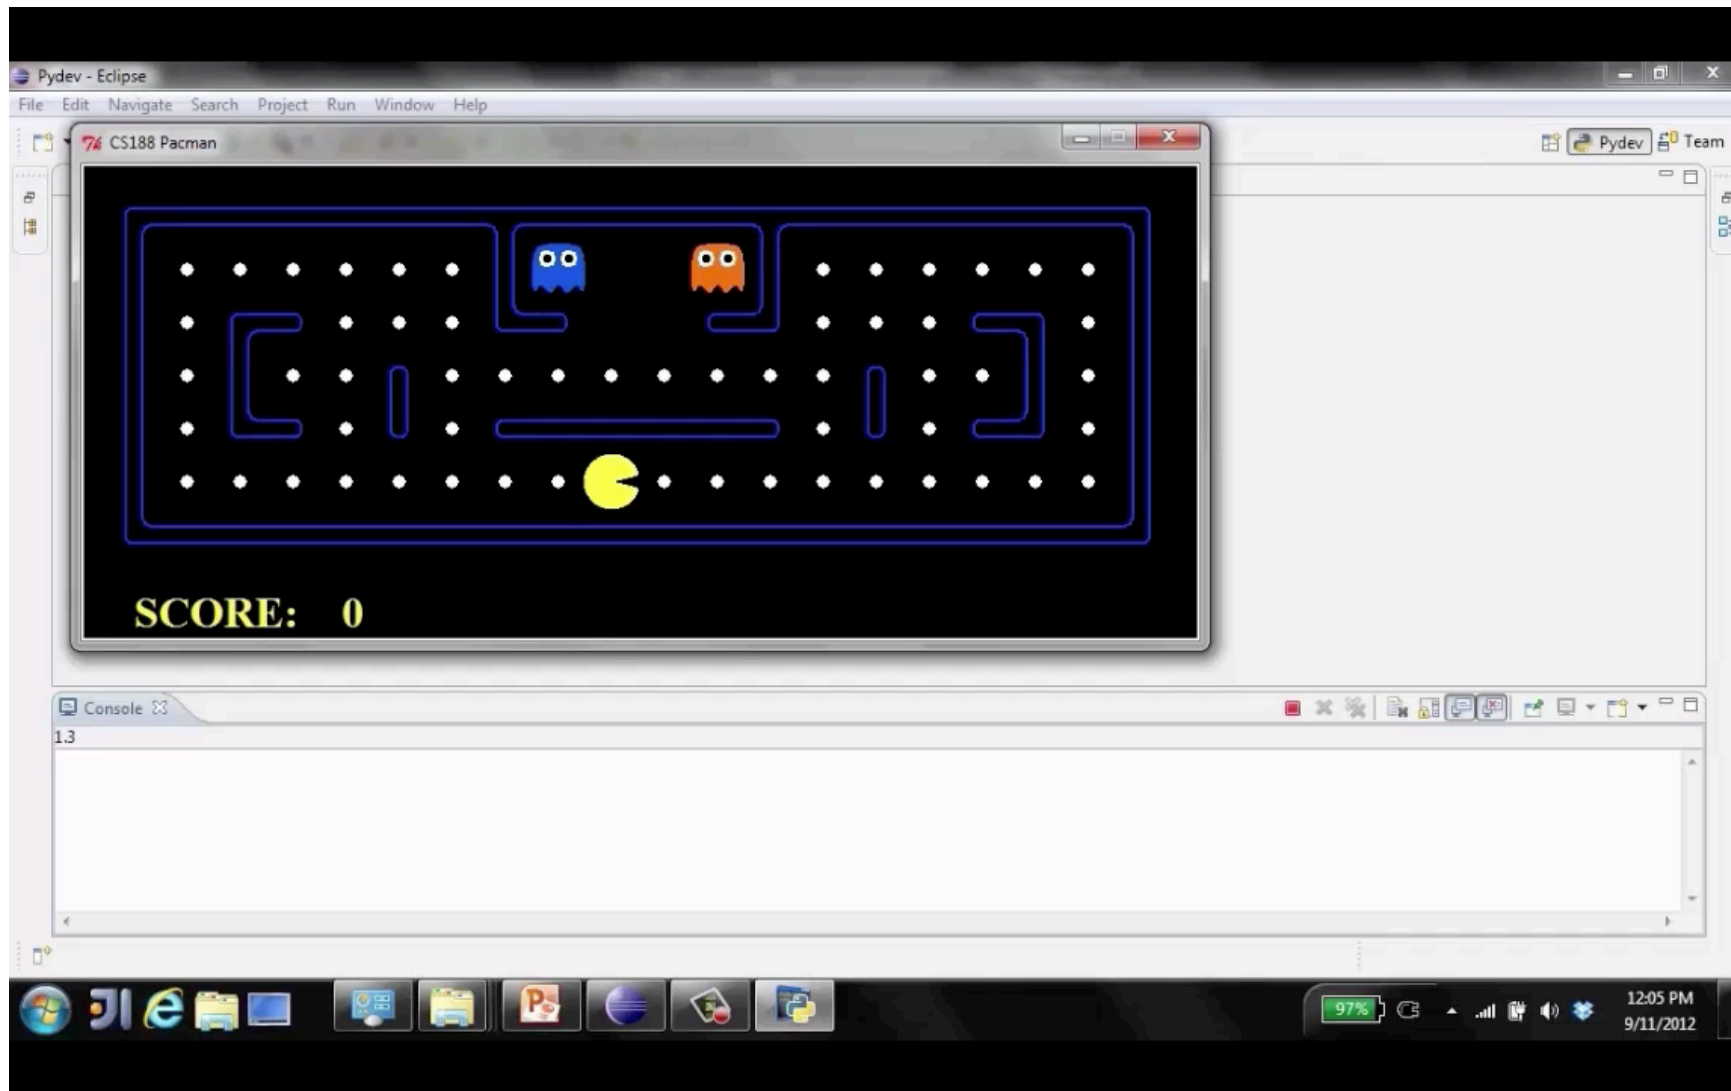 Pydev - Eclipse
File Edit Navigate Search Project Run Window Help
CS188 Pacman
Pydev Team
SCORE: 0
Console
1.3
97%
12:05 PM
9/11/2012